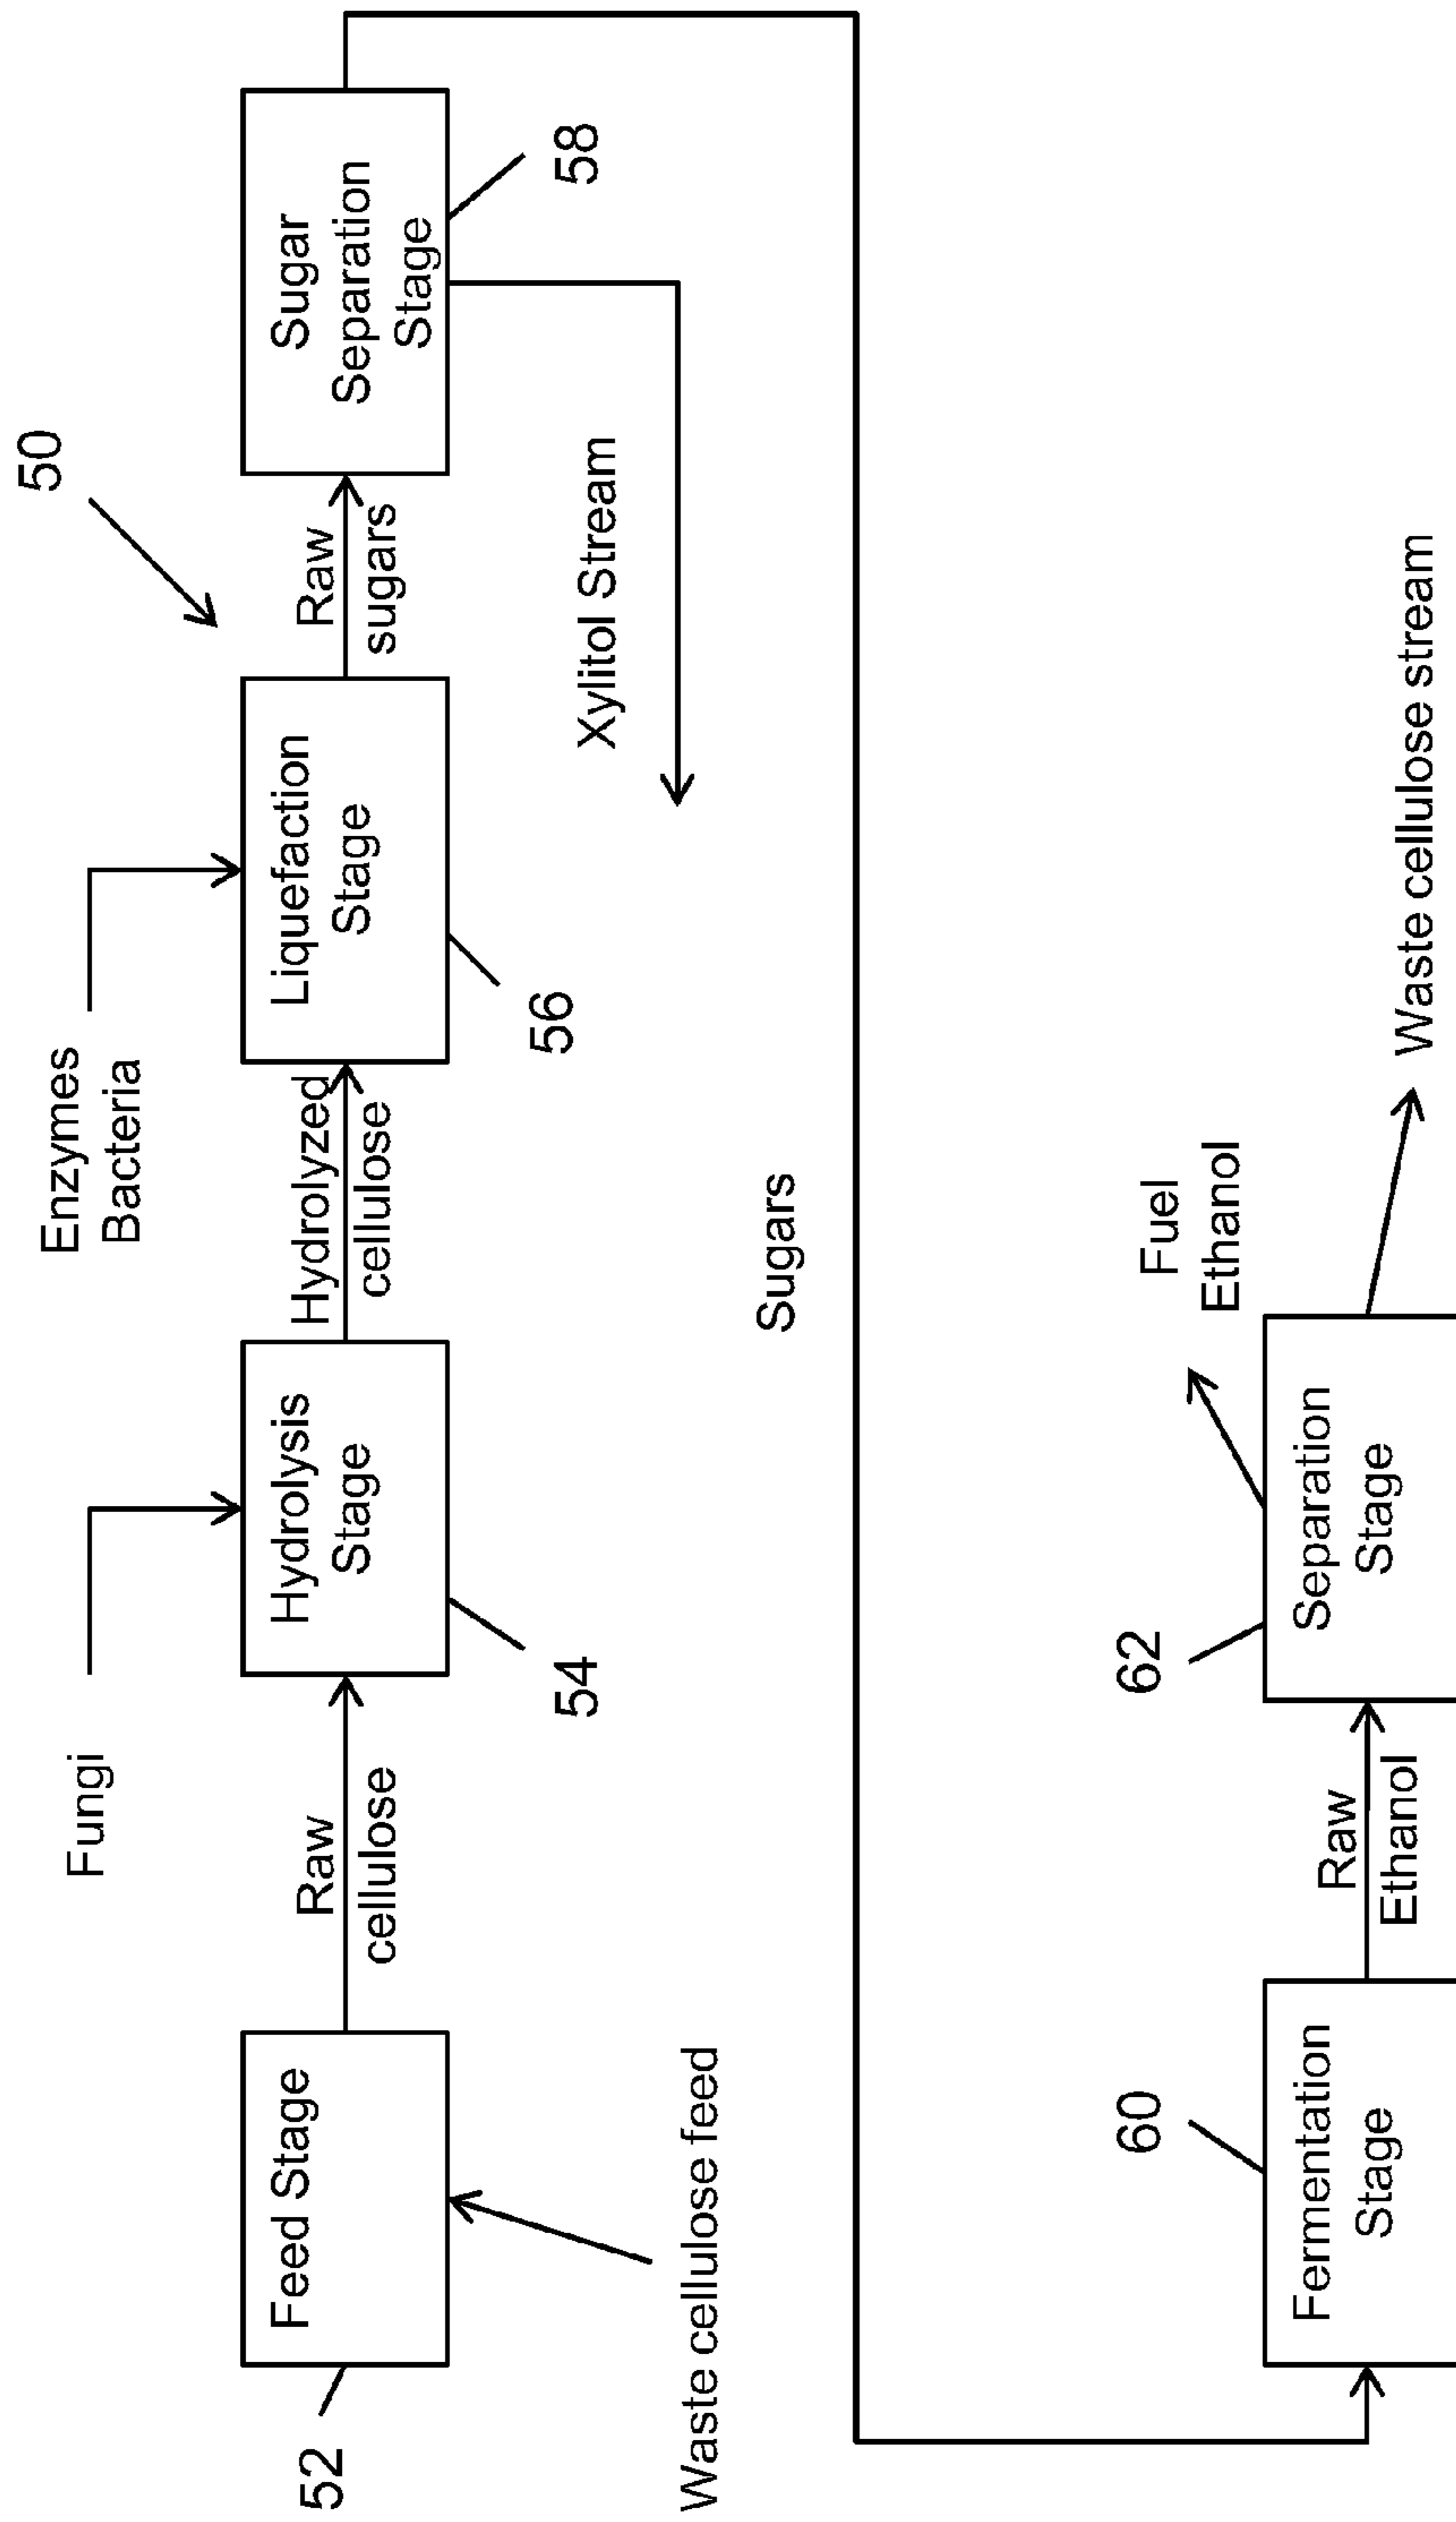 50
Enzymes
Bacteria
Fungi
Feed Stage
52
Waste cellulose feed
Raw
cellulose
Hydrolysis
Stage
54
Hydrolyzed
cellulose
Liquefaction
Stage
56
Raw
sugars
Sugar
Separation
Stage
58
Xylitol Stream
Sugars
60
Fermentation
Stage
Raw
Ethanol
62
Separation
Stage
Fuel
Ethanol
Waste cellulose stream